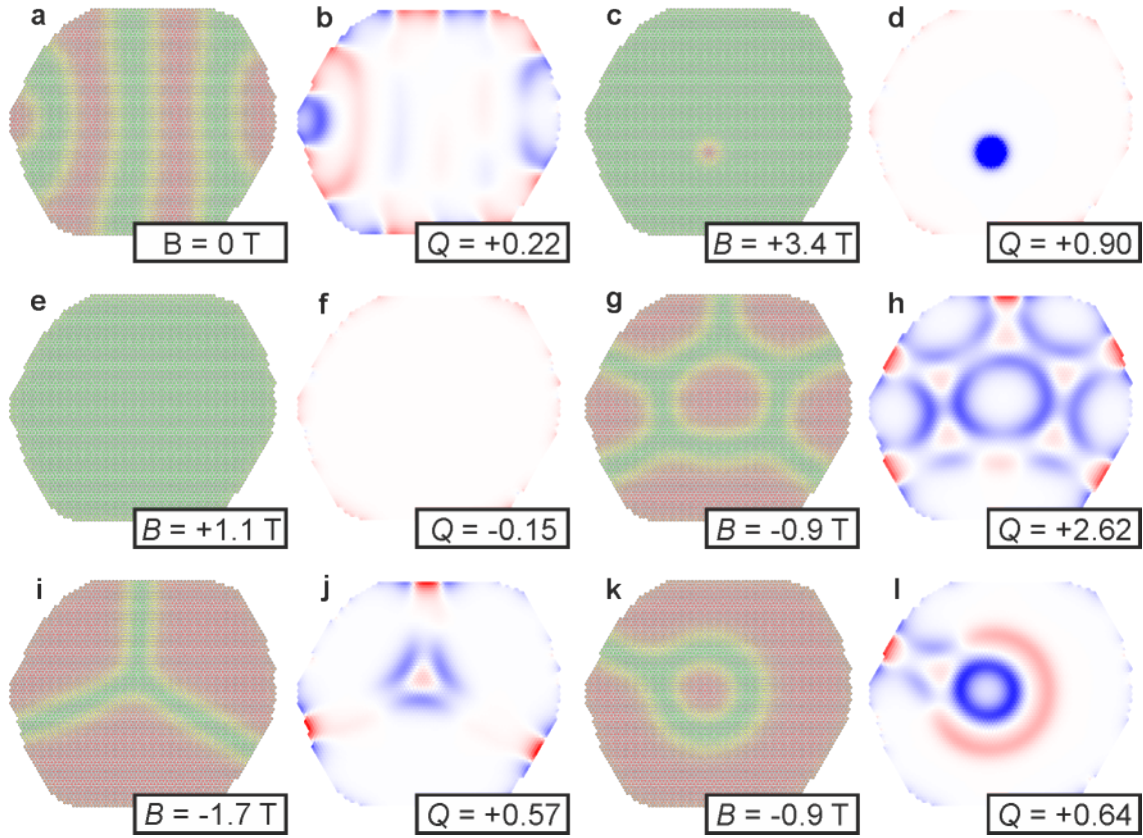 a
b
c
d
B = 0 T
Q = +0.22
B = +3.4 T
Q = +0.90
e
f
g
h
B = +1.1 T
Q = -0.15
B = -0.9 T
Q = +2.62
i
j
k
l
B = -1.7 T
Q = +0.57
B = -0.9 T
Q = +0.64